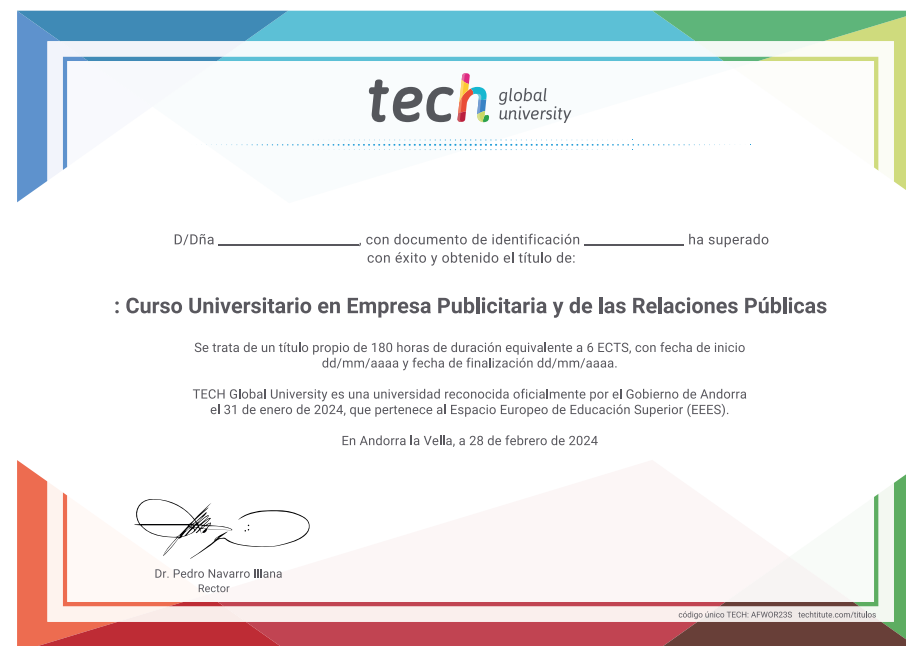 tech global
university
D/Dña ______________, con documento de identificación ______________ ha superado
con éxito y obtenido el título de:
: Curso Universitario en Empresa Publicitaria y de las Relaciones Públicas
Se trata de un título propio de 180 horas de duración equivalente a 6 ECTS, con fecha de inicio
dd/mm/aaaa y fecha de finalización dd/mm/aaaa.
TECH Global University es una universidad reconocida oficialmente por el Gobierno de Andorra
el 31 de enero de 2024, que pertenece al Espacio Europeo de Educación Superior (EEES).
En Andorra la Vella, a 28 de febrero de 2024
Dr. Pedro Navarro Illana
Rector
código único TECH: AFWOR23S techtitute.com/titulos